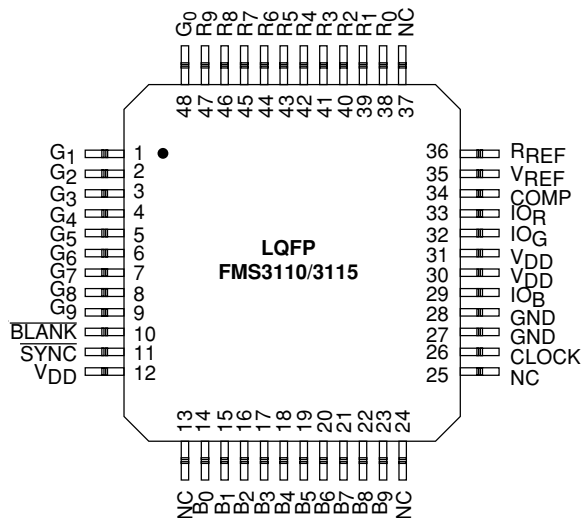 G0 R9 R8 R7 R6 R5 R4 R3 R2 R1 R0 NC
48 47 46 45 44 43 42 41 40 39 38 37
G1 1 36 RREF
G2 2 35 VREF
G3 3 34 COMP
G4 4 33 IOR
G5 5 32 IOG
G6 6 31 VDD
G7 7 30 VDD
G8 8 29 IOB
G9 9 28 GND
BLANK 10 27 GND
SYNC 11 26 CLOCK
VDD 12 25 NC
LQFP
FMS3110/3115
13 14 15 16 17 18 19 20 21 22 23 24
NC B0 B1 B2 B3 B4 B5 B6 B7 B8 B9 NC